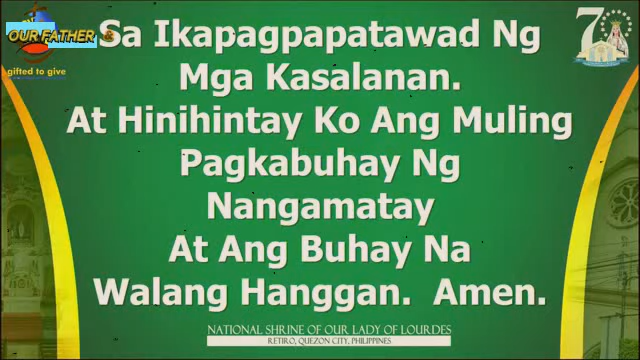 OUR FATHER &
gifted to give
70
Sa Ikapagpapatawad Ng
Mga Kasalanan.
At Hinihintay Ko Ang Muling
Pagkabuhay Ng
Nangamatay
At Ang Buhay Na
Walang Hanggan. Amen.
NATIONAL SHRINE OF OUR LADY OF LOURDES
RETIRO, QUEZON CITY, PHILIPPINES